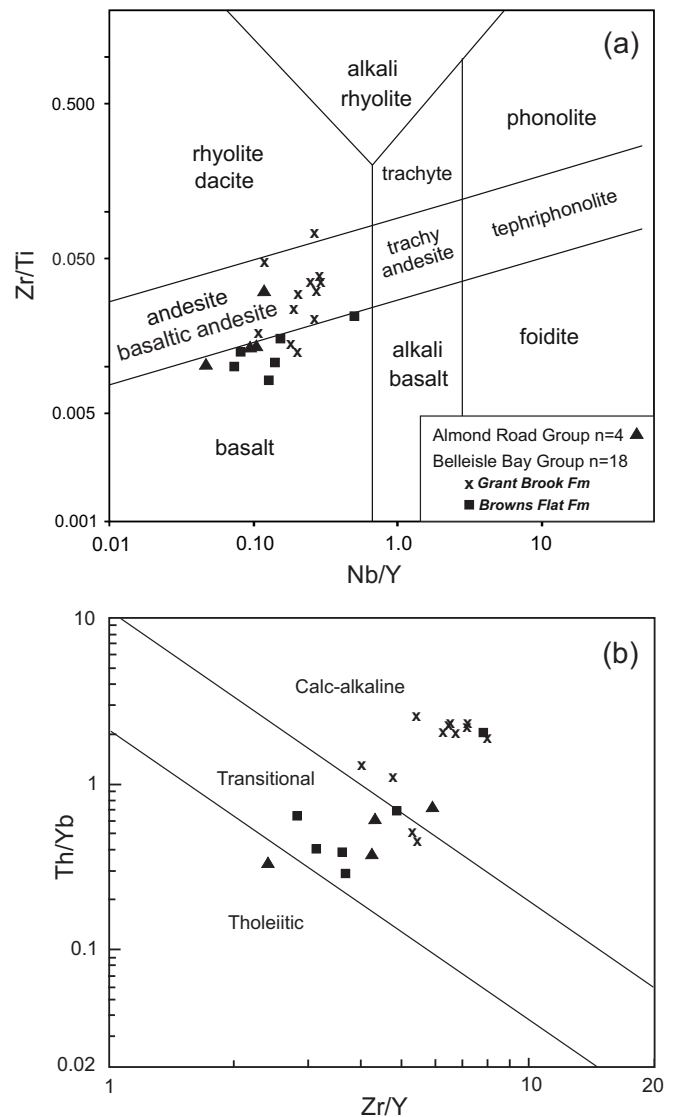 (a)
alkali
rhyolite
phonolite
rhyolite
dacite
trachyte
tephriphonolite
trachy
andesite
andesite
basaltic andesite
alkali
basalt
foidite
basalt
0.500
0.050
0.005
0.001
Zr/Ti
Almond Road Group n=4
Belleisle Bay Group n=18
x Grant Brook Fm
Browns Flat Fm
0.01
0.10
1.0
10
Nb/Y
(b)
10
1
0.1
0.02
Th/Yb
Calc-alkaline
Transitional
Tholeiitic
1
10
20
Zr/Y